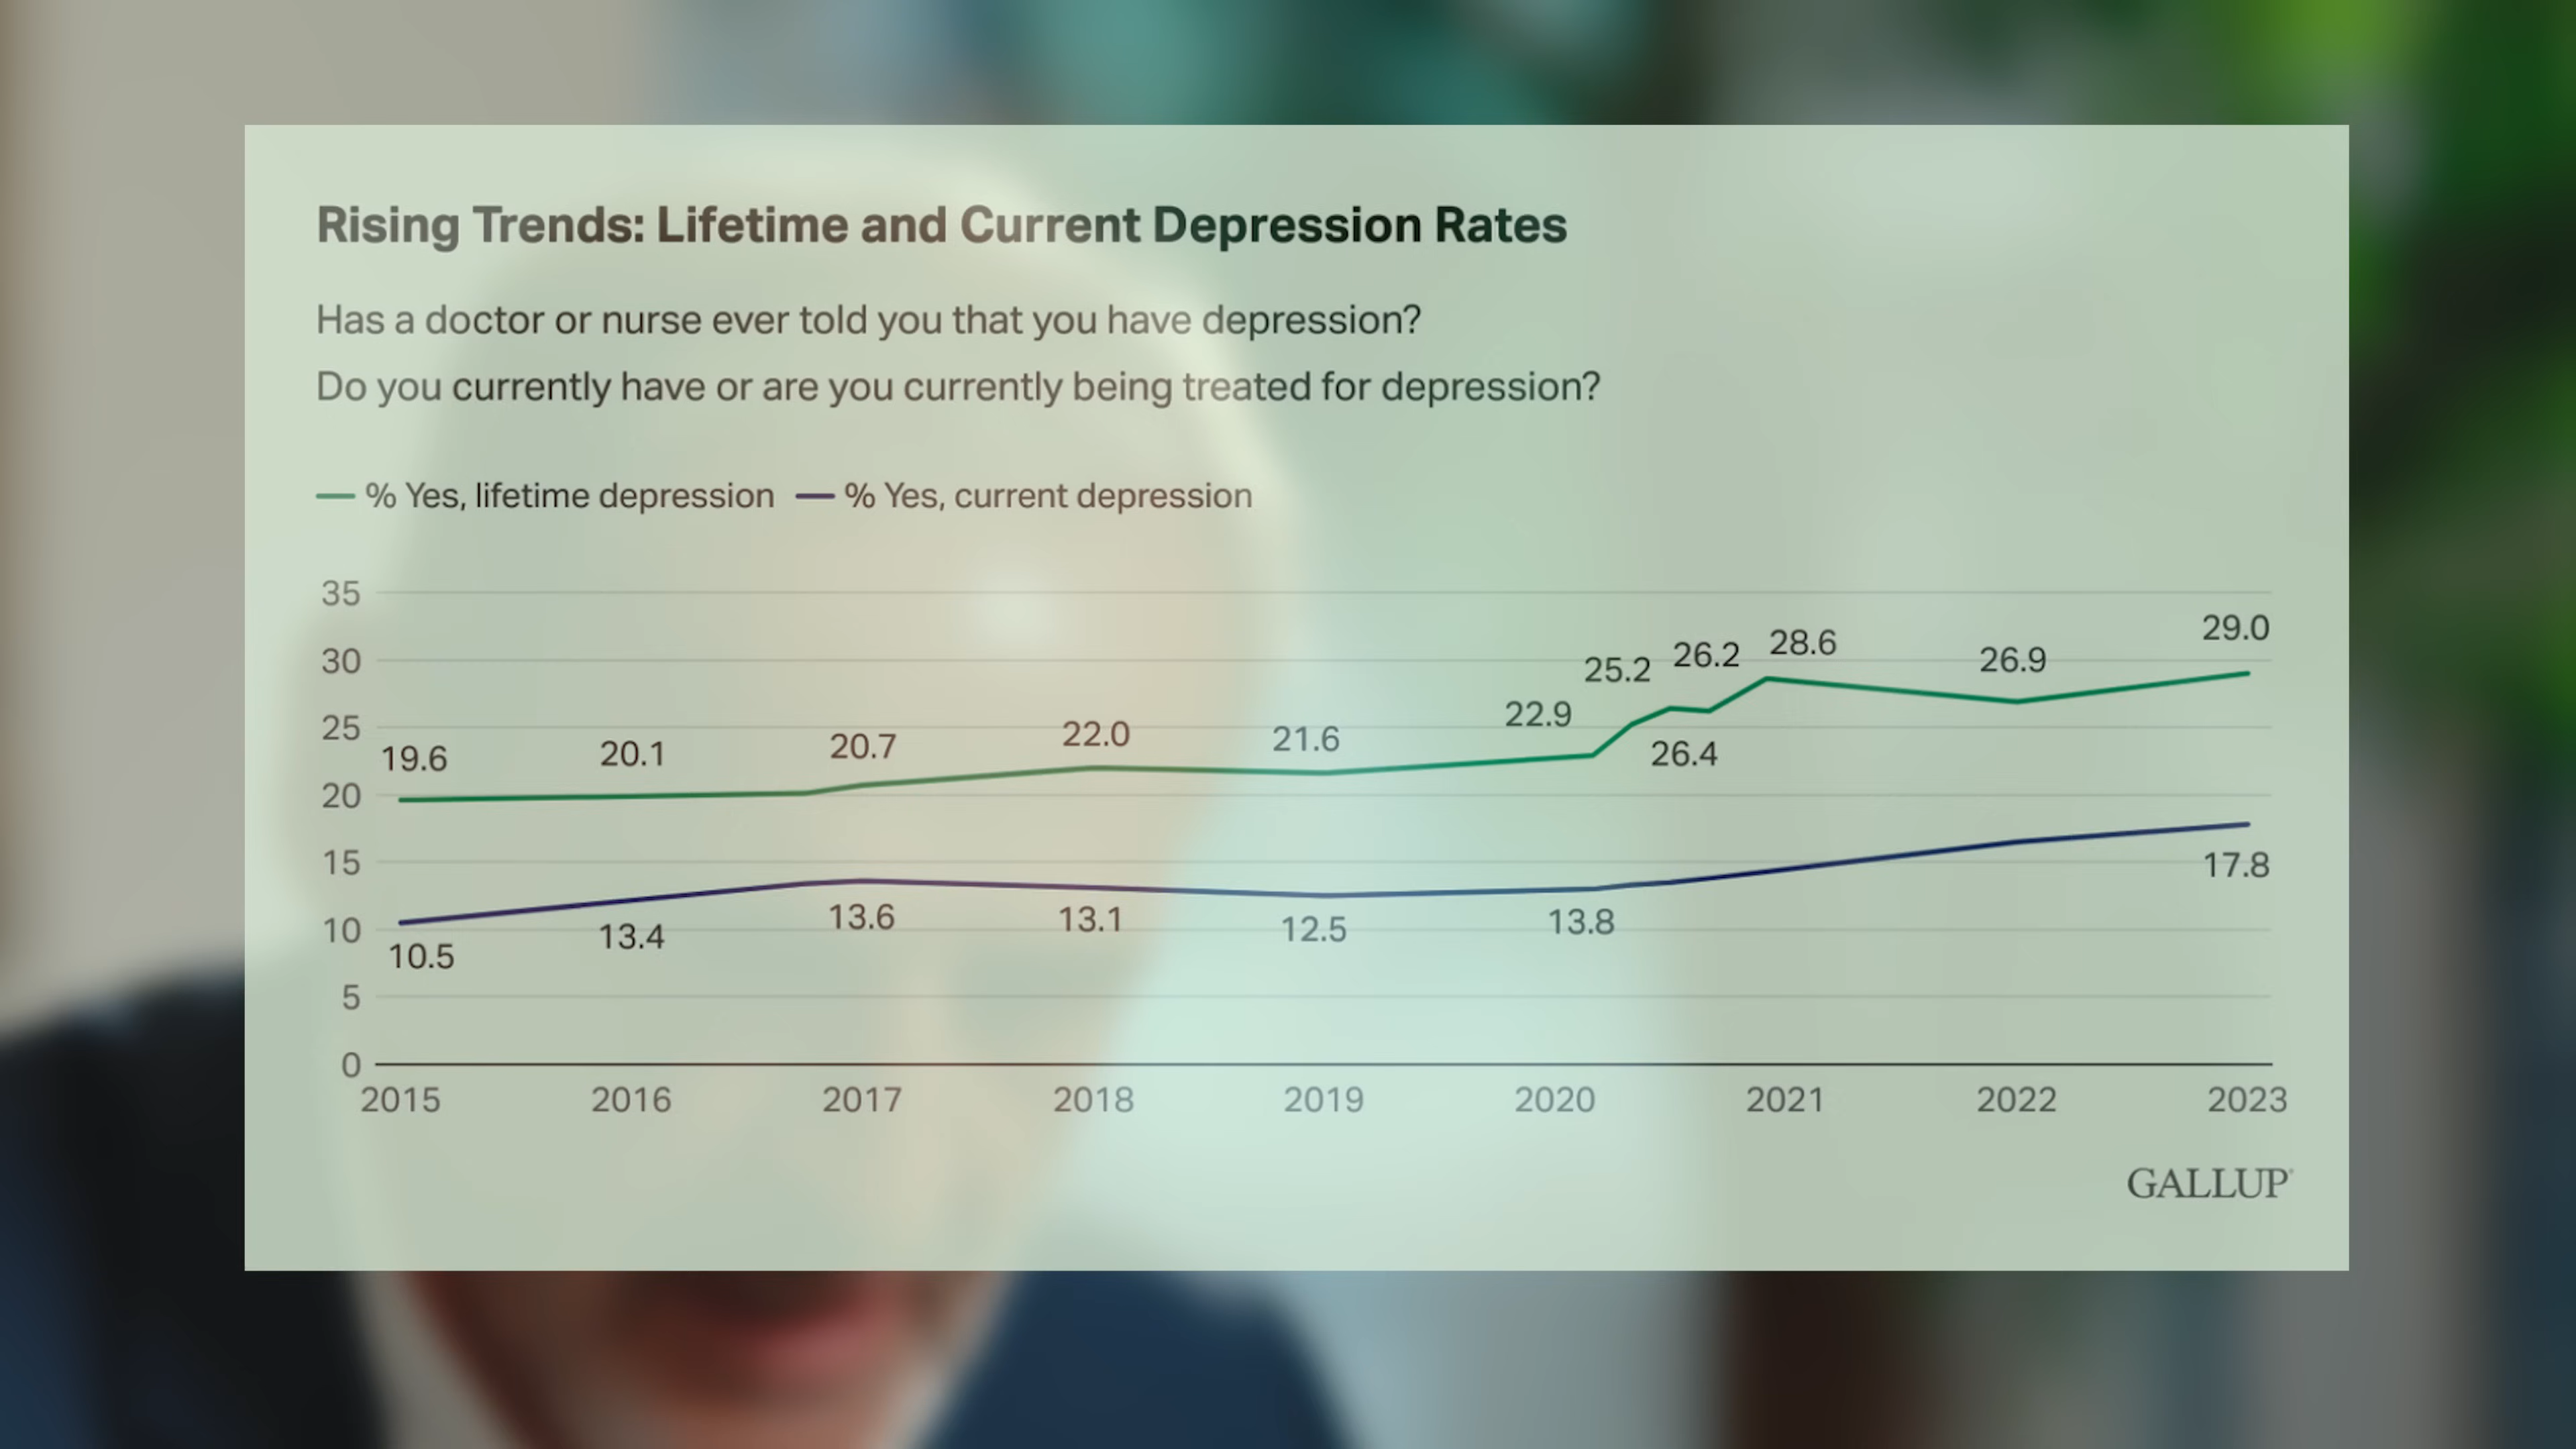 Rising Trends: Lifetime and Current Depression Rates
Has a doctor or nurse ever told you that you have depression?
Do you currently have or are you currently being treated for depression?
% Yes, lifetime depression % Yes, current depression
35
30
25
20
15
10
5
0
19.6 20.1 20.7 22.0 21.6 22.9 25.2 26.4 26.2 28.6 26.9 29.0
10.5 13.4 13.6 13.1 12.5 13.8 17.8
2015 2016 2017 2018 2019 2020 2021 2022 2023
GALLUP